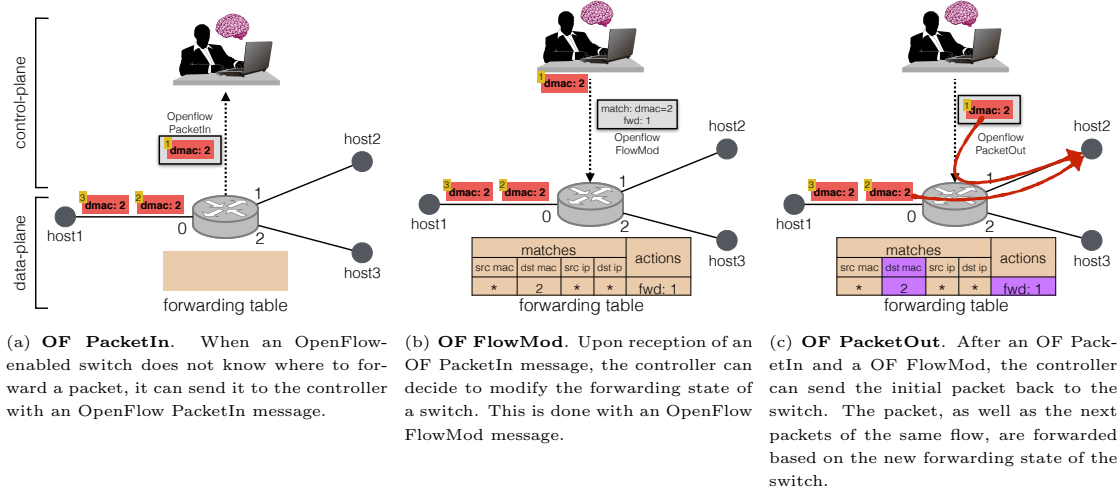 control-plane
data-plane
Openflow
PacketIn
1
dmac: 2
3
dmac: 2
2
dmac: 2
host1
0
1
2
host2
host3
forwarding table
1
dmac: 2
match: dmac=2
fwd: 1
Openflow
FlowMod
3
dmac: 2
2
dmac: 2
host1
0
1
2
host2
host3
matches
actions
src mac
dst mac
src ip
dst ip
*
2
*
*
fwd: 1
forwarding table
1
dmac: 2
Openflow
PacketOut
3
dmac: 2
2
dmac: 2
host1
0
1
2
host2
host3
matches
actions
src mac
dst mac
src ip
dst ip
*
2
*
*
fwd: 1
forwarding table
(a) OF PacketIn. When an OpenFlow-
enabled switch does not know where to for-
ward a packet, it can send it to the controller
with an OpenFlow PacketIn message.
(b) OF FlowMod. Upon reception of an
OF PacketIn message, the controller can
decide to modify the forwarding state of
a switch. This is done with an OpenFlow
FlowMod message.
(c) OF PacketOut. After an OF Pack-
etIn and a OF FlowMod, the controller
can send the initial packet back to the
switch. The packet, as well as the next
packets of the same flow, are forwarded
based on the new forwarding state of the
switch.